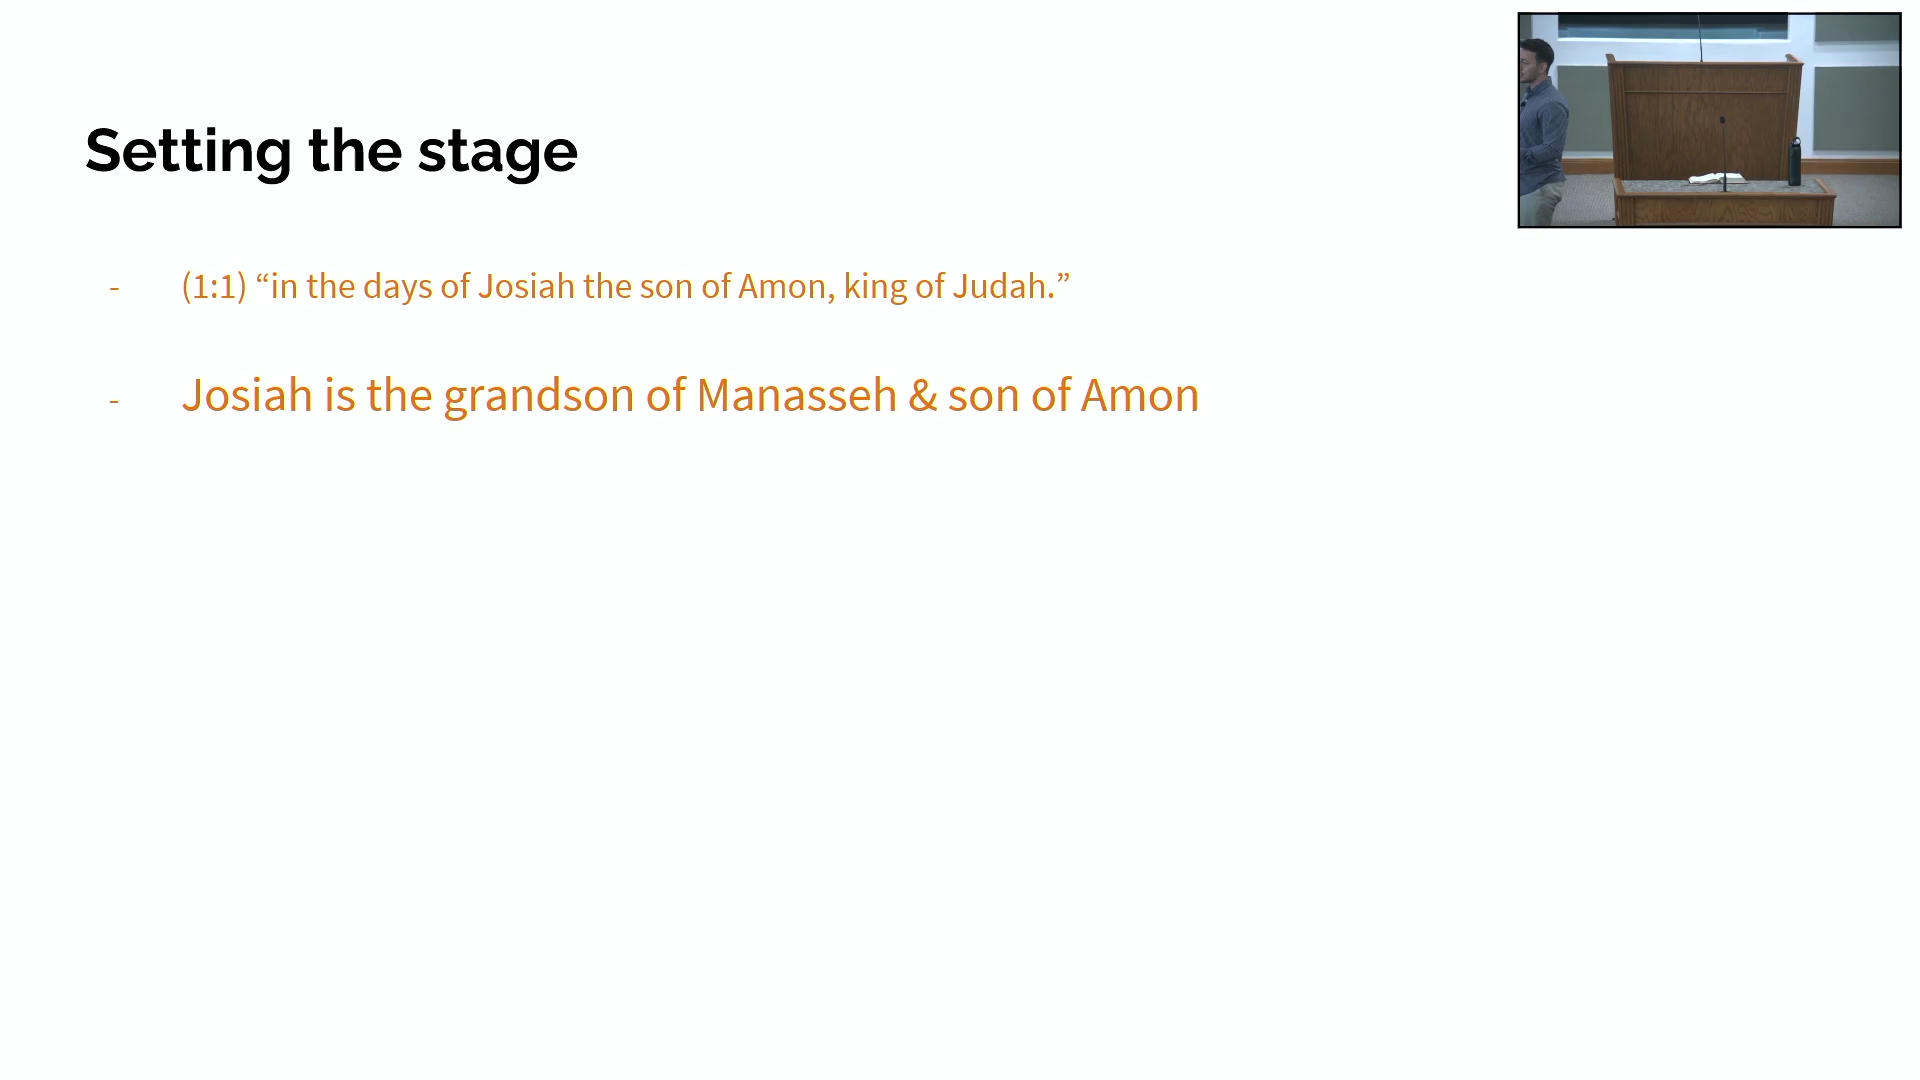 Setting the stage
- (1:1) “in the days of Josiah the son of Amon, king of Judah.”
- Josiah is the grandson of Manasseh & son of Amon